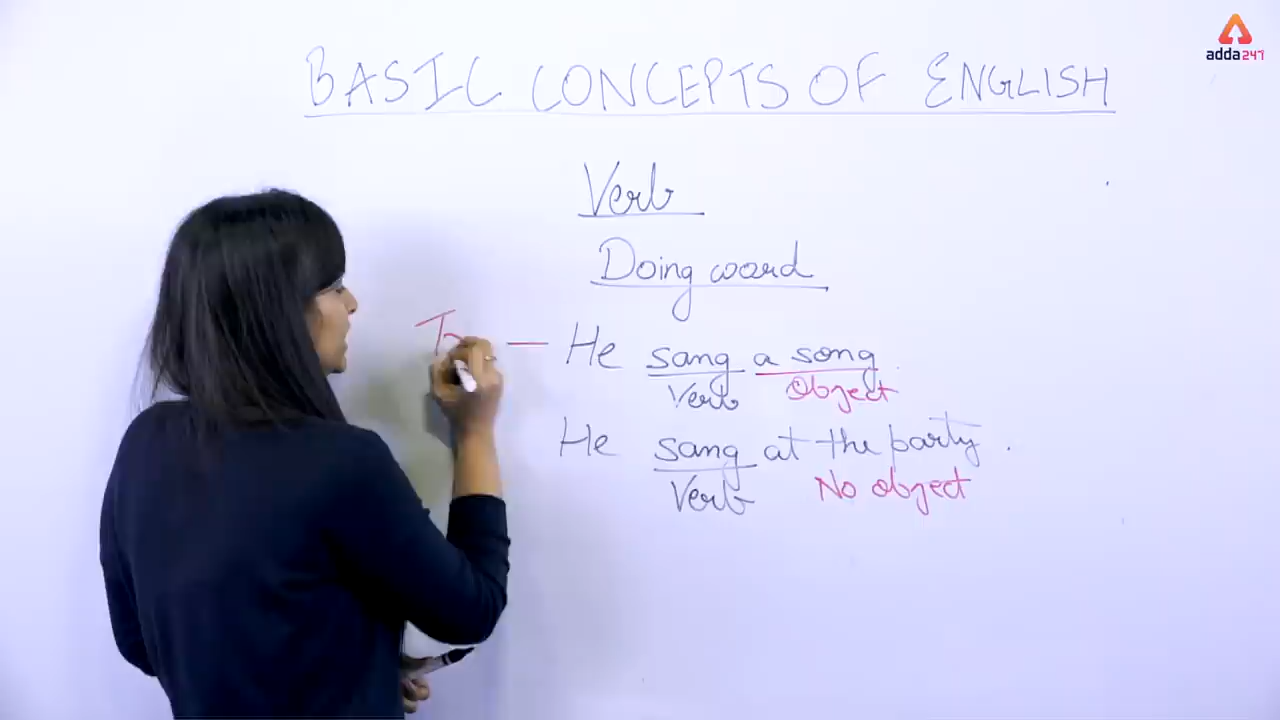 adda247
BASIC CONCEPTS OF ENGLISH
Verb
Doing word
— He sang a song
Verb Object
He sang at the party .
Verb No object